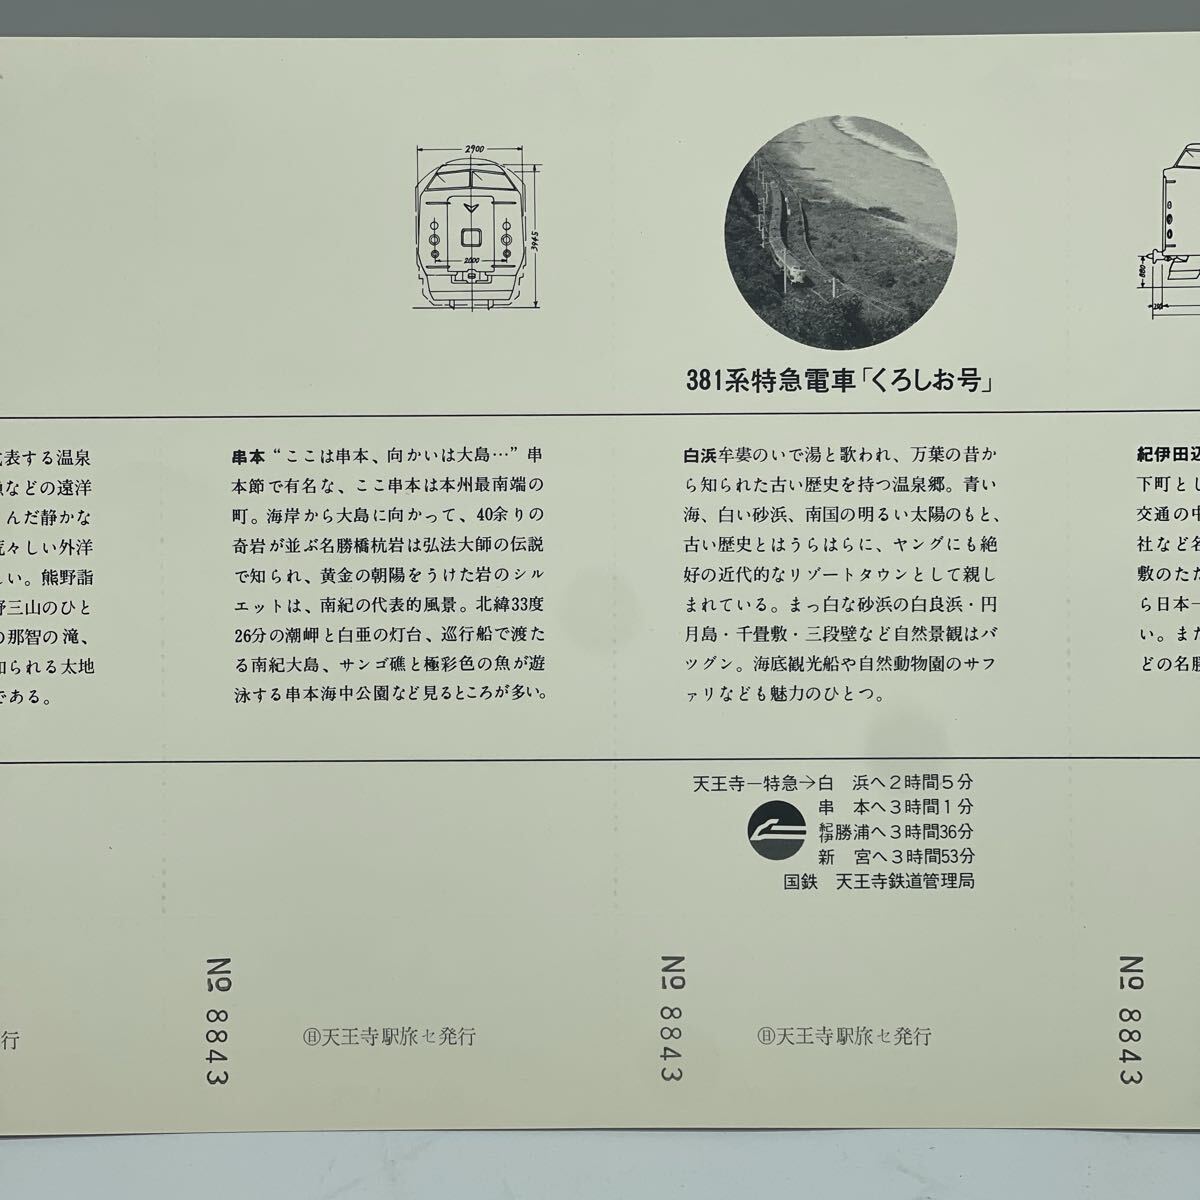 2900
3945
2000
880
381系特急電車「くろしお号」
表する温泉
などの遠洋
んだ静かな
々しい外洋
い。熊野詣
野三山のひと
の那智の滝、
知られる太地
である。
串本 “ここは串本、向かいは大島…” 串
本節で有名な、ここ串本は本州最南端の
町。海岸から大島に向かって、40余りの
奇岩が並ぶ名勝橋杭岩は弘法大師の伝説
で知られ、黄金の朝陽をうけた岩のシル
エットは、南紀の代表的風景。北緯33度
26分の潮岬と白亜の灯台、巡行船で渡た
る南紀大島、サンゴ礁と極彩色の魚が遊
泳する串本海中公園など見るところが多い。
白浜牟婁のいで湯と歌われ、万葉の昔か
ら知られた古い歴史を持つ温泉郷。青い
海、白い砂浜、南国の明るい太陽のもと、
古い歴史とはうらはらに、ヤングにも絶
好の近代的なリゾートタウンとして親し
まれている。まっ白な砂浜の白良浜・円
月島・千畳敷・三段壁など自然景観はバ
ツグン。海底観光船や自然動物園のサフ
ァリなども魅力のひとつ。
紀伊田辺
下町とし
交通の中
社など名
敷のただ
ら日本一
い。また
どの名勝
天王寺—特急→白　浜へ2時間5分
串　本へ3時間1分
紀伊勝浦へ3時間36分
新　宮へ3時間53分
国鉄　天王寺鉄道管理局
№ 8843
№ 8843
№ 8843
行
㊐天王寺駅旅セ発行
㊐天王寺駅旅セ発行